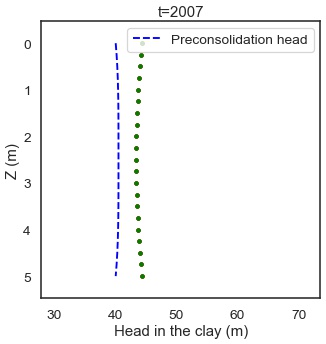 t=2007
Preconsolidation head
0
1
2
3
4
5
Z (m)
30 40 50 60 70
Head in the clay (m)